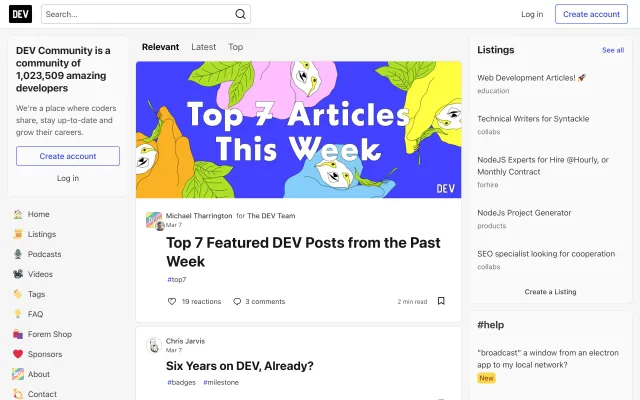 DEV
Search...
Log in
Create account
DEV Community is a
community of
1,023,509 amazing
developers
We're a place where coders
share, stay up-to-date and
grow their careers.
Create account
Log in
Home
Listings
Podcasts
Videos
Tags
FAQ
Forem Shop
Sponsors
About
Contact
Relevant
Latest
Top
Top 7 Articles
This Week
DEV
Michael Tharrington for The DEV Team
Mar 7
Top 7 Featured DEV Posts from the Past
Week
#top7
19 reactions
3 comments
2 min read
Chris Jarvis
Mar 7
Six Years on DEV, Already?
#badges #milestone
Listings
See all
Web Development Articles! 🚀
education
Technical Writers for Syntackle
collabs
NodeJS Experts for Hire @Hourly, or
Monthly Contract
forhire
NodeJs Project Generator
products
SEO specialist looking for cooperation
collabs
Create a Listing
#help
"broadcast" a window from an electron
app to my local network?
New